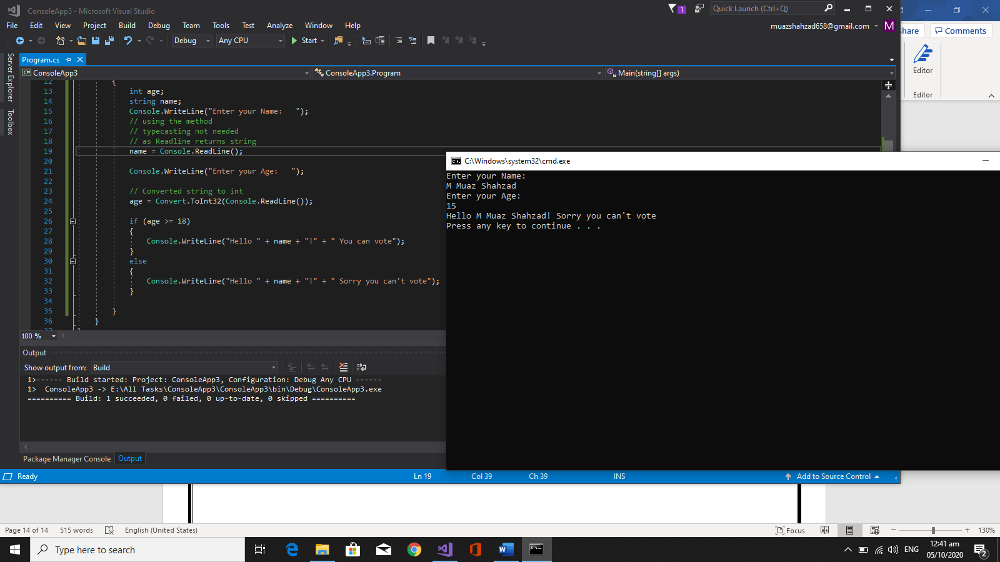 ConsoleApp3 - Microsoft Visual Studio
1
Quick Launch (Ctrl+Q)
File Edit View Project Build Debug Team Tools Test Analyze Window Help
muazshahzad658@gmail.com M
Debug Any CPU Start
Program.cs
ConsoleApp3 ConsoleApp3.Program Main(string[] args)
Server Explorer
Toolbox
12 {
13 int age;
14 string name;
15 Console.WriteLine("Enter your Name:   ");
16 // using the method
17 // typecasting not needed
18 // as Readline returns string
19 name = Console.ReadLine();
20
21 Console.WriteLine("Enter your Age:   ");
22
23 // Converted string to int
24 age = Convert.ToInt32(Console.ReadLine());
25
26 if (age >= 18)
27 {
28 Console.WriteLine("Hello " + name + "!" + " You can vote");
29 }
30 else
31 {
32 Console.WriteLine("Hello " + name + "!" + " Sorry you can't vote");
33 }
34
35 }
36 }
37 }
100 %
Output
Show output from: Build
1>------ Build started: Project: ConsoleApp3, Configuration: Debug Any CPU ------
1>  ConsoleApp3 -> E:\All Tasks\ConsoleApp3\ConsoleApp3\bin\Debug\ConsoleApp3.exe
========== Build: 1 succeeded, 0 failed, 0 up-to-date, 0 skipped ==========
Package Manager Console Output
Ready Ln 19 Col 39 Ch 39 INS Add to Source Control
C:\Windows\system32\cmd.exe
Enter your Name:
M Muaz Shahzad
Enter your Age:
15
Hello M Muaz Shahzad! Sorry you can't vote
Press any key to continue . . .
Comments
Editor
Editor
Page 14 of 14 515 words English (United States) Focus 130%
Type here to search
ENG
12:41 am
05/10/2020
2